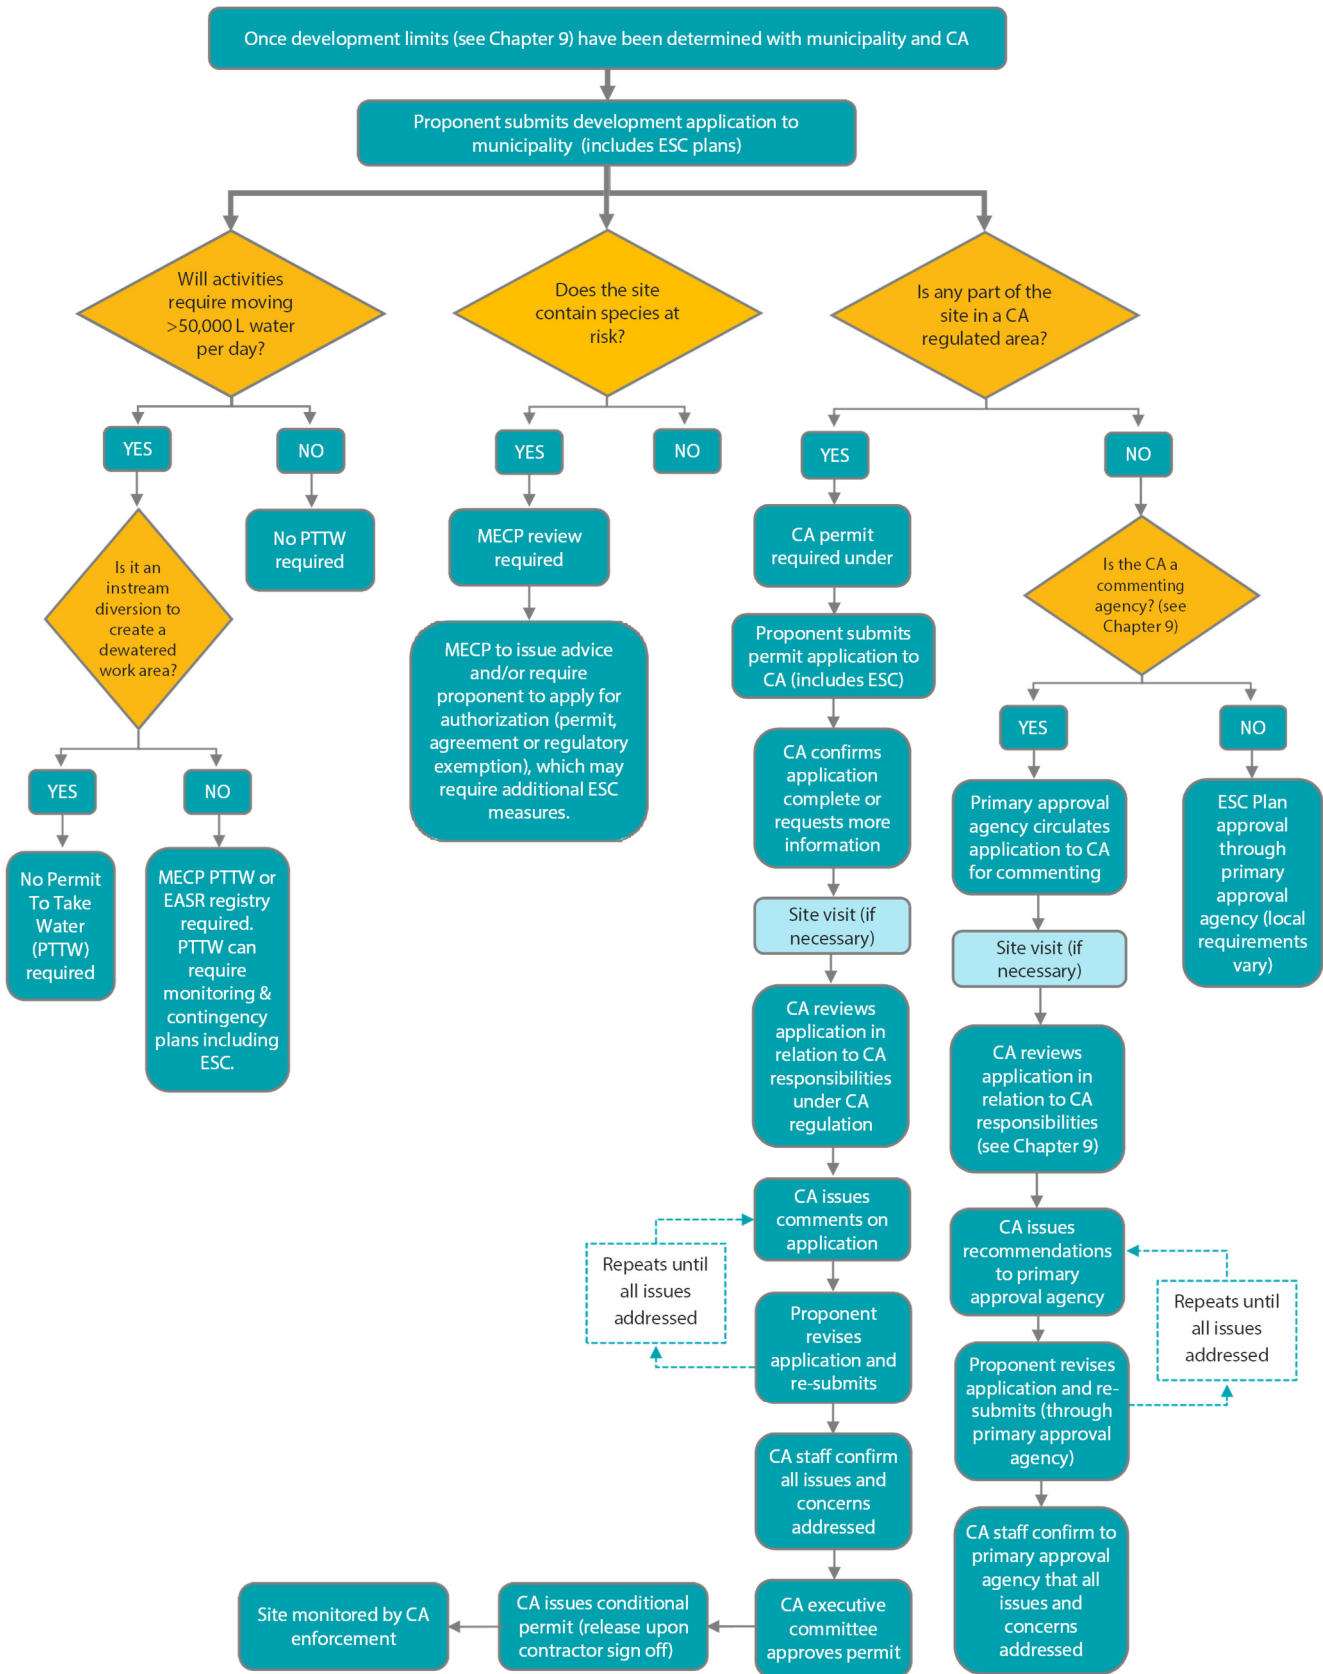 Once development limits (see Chapter 9) have been determined with municipality and CA
Proponent submits development application to
municipality (includes ESC plans)
Will activities
require moving
>50,000 L water
per day?
YES
NO
No PTTW
required
Is it an
instream
diversion to
create a
dewatered
work area?
YES
NO
No Permit
To Take
Water
(PTTW)
required
MECP PTTW or
EASR registry
required.
PTTW can
require
monitoring &
contingency
plans including
ESC.
Does the site
contain species at
risk?
YES
NO
MECP review
required
MECP to issue advice
and/or require
proponent to apply for
authorization (permit,
agreement or regulatory
exemption), which may
require additional ESC
measures.
Is any part of the
site in a CA
regulated area?
YES
NO
CA permit
required under
Proponent submits
permit application to
CA (includes ESC)
CA confirms
application
complete or
requests more
information
Site visit (if
necessary)
CA reviews
application in
relation to CA
responsibilities
under CA
regulation
CA issues
comments on
application
Repeats until
all issues
addressed
Proponent
revises
application and
re-submits
CA staff confirm
all issues and
concerns
addressed
CA executive
committee
approves permit
CA issues conditional
permit (release upon
contractor sign off)
Site monitored by CA
enforcement
Is the CA a
commenting
agency? (see
Chapter 9)
YES
NO
Primary approval
agency circulates
application to CA
for commenting
Site visit (if
necessary)
CA reviews
application in
relation to CA
responsibilities
(see Chapter 9)
CA issues
recommendations
to primary
approval agency
Repeats until
all issues
addressed
Proponent revises
application and re-
submits (through
primary approval
agency)
CA staff confirm to
primary approval
agency that all
issues and
concerns
addressed
ESC Plan
approval
through
primary
approval
agency (local
requirements
vary)